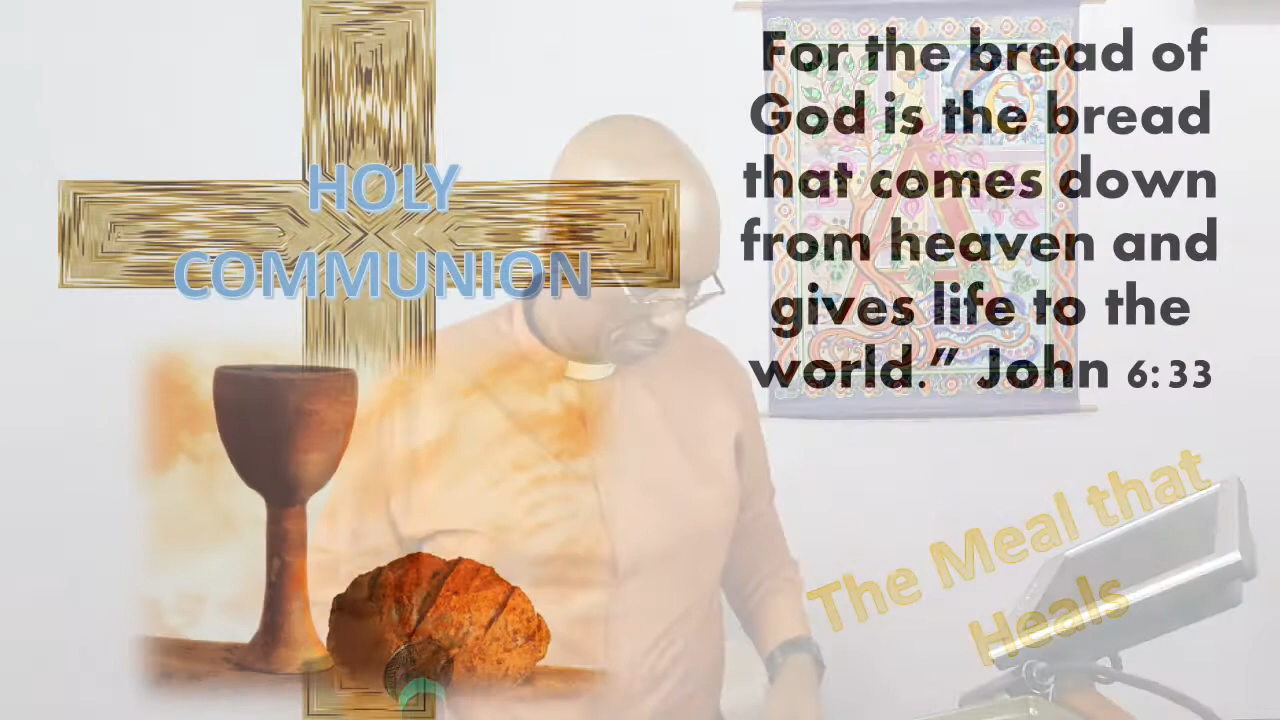 HOLY
COMMUNION
For the bread of
God is the bread
that comes down
from heaven and
gives life to the
world.” John 6:33
The Meal that
Heals